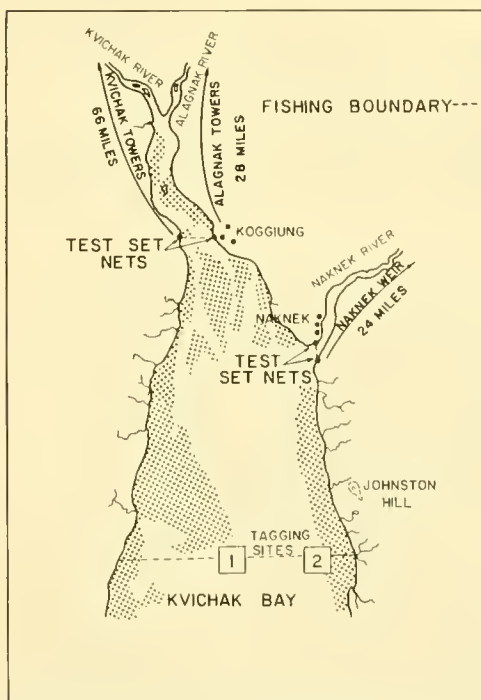 KVICHAK RIVER
ALAGNAK RIVER
FISHING BOUNDARY---
KVICHAK TOWERS
66 MILES
ALAGNAK TOWERS
28 MILES
KOGGIUNG
TEST SET
NETS
NAKNEK RIVER
NAKNEK WEIR
24 MILES
NAKNEK
TEST
SET NETS
JOHNSTON
HILL
TAGGING
SITES
1
2
KVICHAK BAY